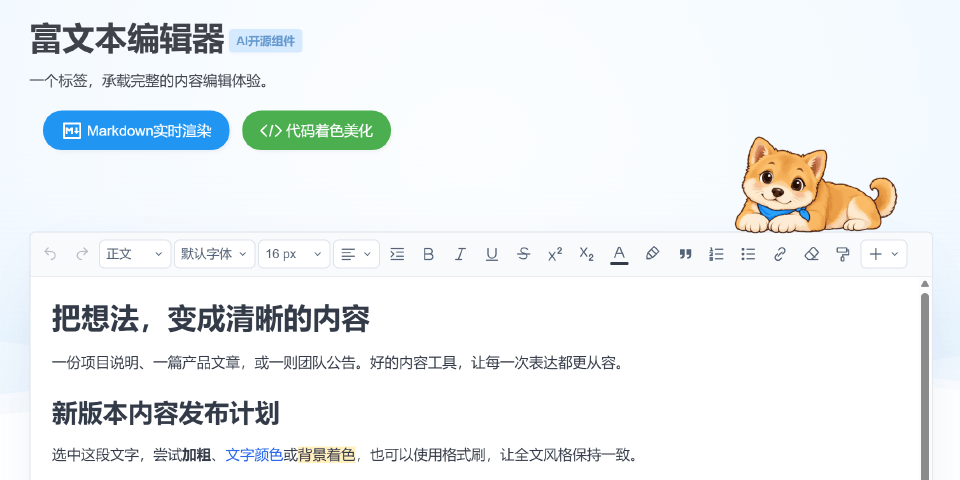 富文本编辑器 AI开源组件
一个标签，承载完整的内容编辑体验。
Markdown实时渲染 </> 代码着色美化
正文 默认字体 16 px B I U S x² X₂ A
把想法，变成清晰的内容
一份项目说明、一篇产品文章，或一则团队公告。好的内容工具，让每一次表达都更从容。
新版本内容发布计划
选中这段文字，尝试加粗、文字颜色或背景着色，也可以使用格式刷，让全文风格保持一致。